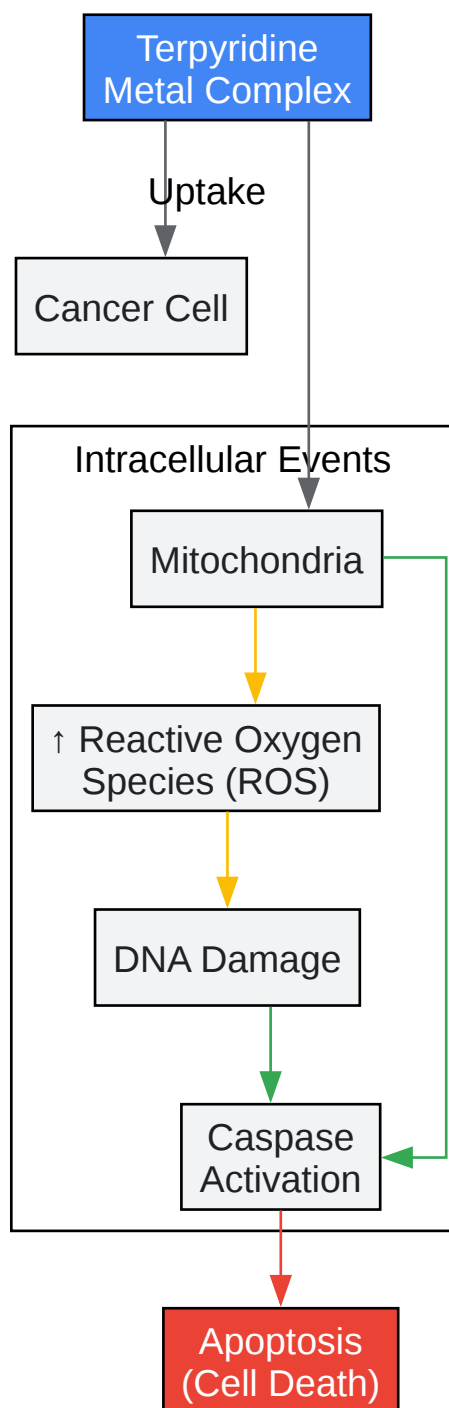 Terpyridine
Metal Complex
Uptake
Cancer Cell
Intracellular Events
Mitochondria
↑ Reactive Oxygen
Species (ROS)
DNA Damage
Caspase
Activation
Apoptosis
(Cell Death)